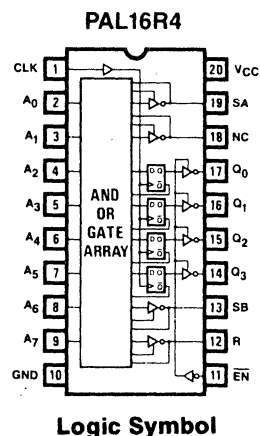 PAL16R4
CLK 1 20 VCC
A0 2 19 SA
A1 3 18 NC
A2 4 17 Q0
A3 5 16 Q1
A4 6 15 Q2
A5 7 14 Q3
A6 8 13 SB
A7 9 12 R
GND 10 11 E̅N̅
AND
OR
GATE
ARRAY
D Q
Q̅
D Q
Q̅
D Q
Q̅
D Q
Q̅
Logic Symbol